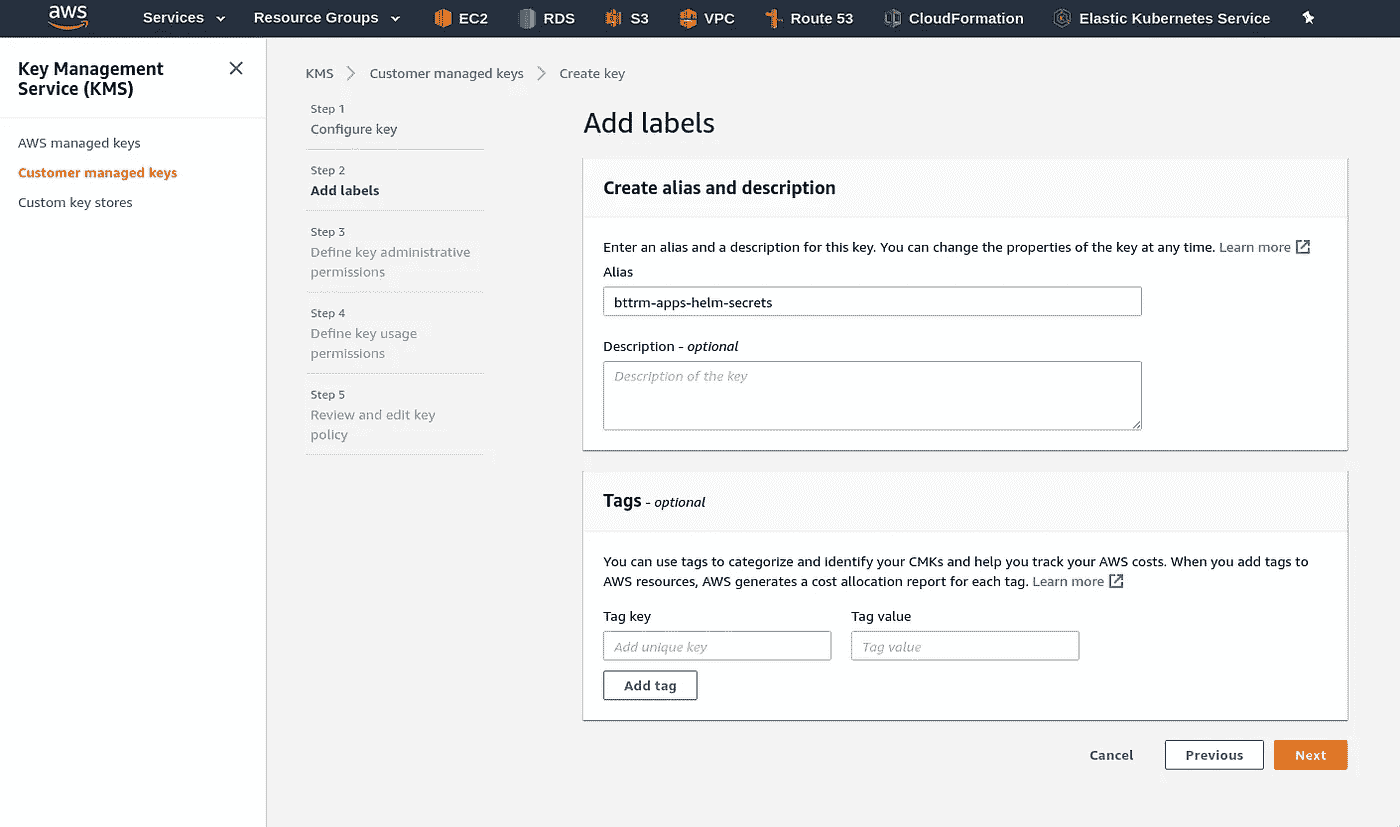 aws Services Resource Groups EC2 RDS S3 VPC Route 53 CloudFormation Elastic Kubernetes Service
Key Management
Service (KMS)
AWS managed keys
Customer managed keys
Custom key stores
KMS Customer managed keys Create key
Step 1
Configure key
Step 2
Add labels
Step 3
Define key administrative
permissions
Step 4
Define key usage
permissions
Step 5
Review and edit key
policy
Add labels
Create alias and description
Enter an alias and a description for this key. You can change the properties of the key at any time. Learn more
Alias
bttrm-apps-helm-secrets
Description - optional
Description of the key
Tags - optional
You can use tags to categorize and identify your CMKs and help you track your AWS costs. When you add tags to
AWS resources, AWS generates a cost allocation report for each tag. Learn more
Tag key Tag value
Add unique key Tag value
Add tag
Cancel Previous Next